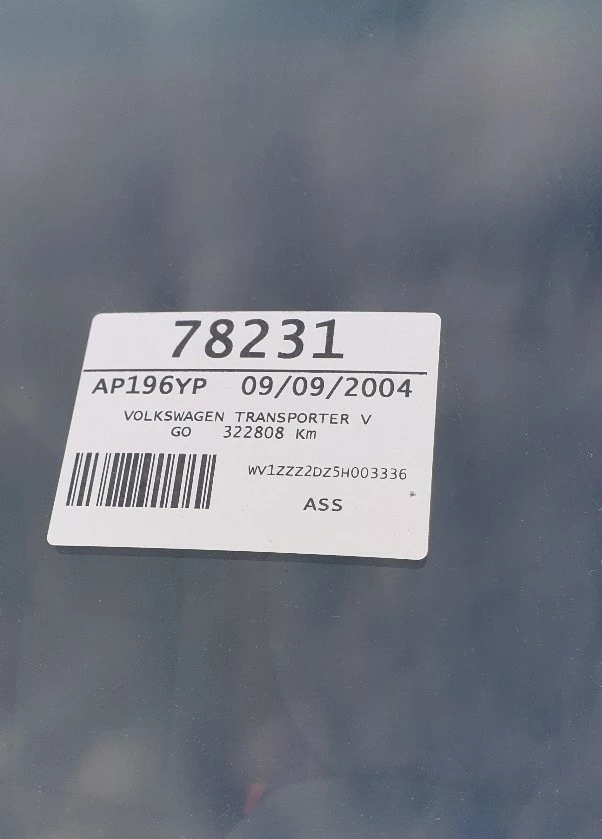 78231
AP196YP 09/09/2004
VOLKSWAGEN TRANSPORTER V
GO 322808 Km
WV1ZZZ2DZ5H003336
ASS